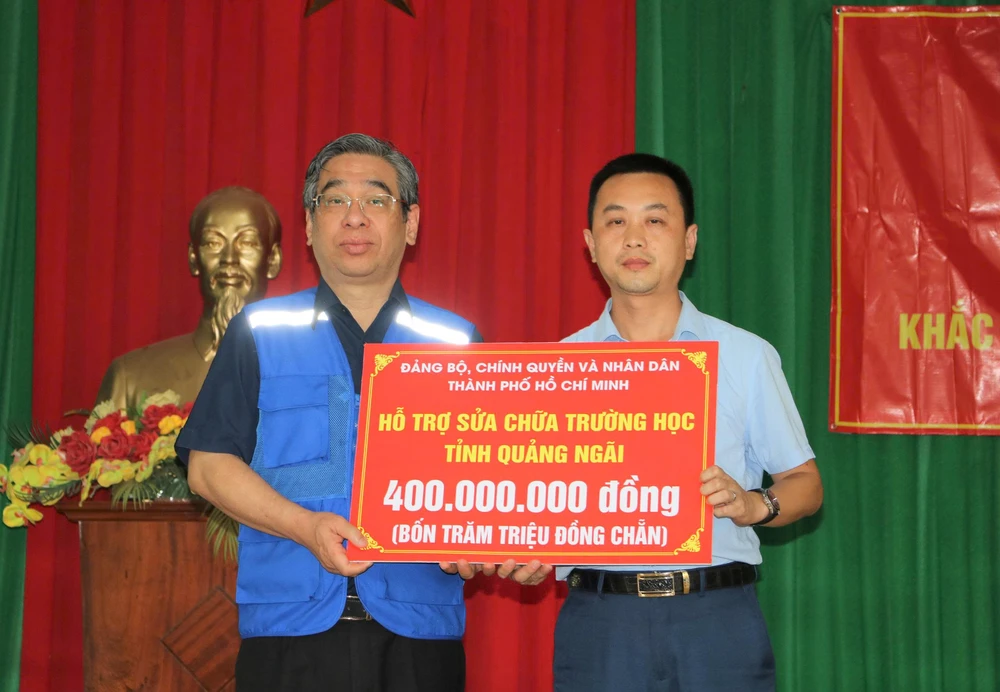 ĐẢNG BỘ, CHÍNH QUYỀN VÀ NHÂN DÂN
THÀNH PHỐ HỒ CHÍ MINH
HỖ TRỢ SỬA CHỮA TRƯỜNG HỌC
TỈNH QUẢNG NGÃI
400.000.000 đồng
(BỐN TRĂM TRIỆU ĐỒNG CHẴN)
KHẮC